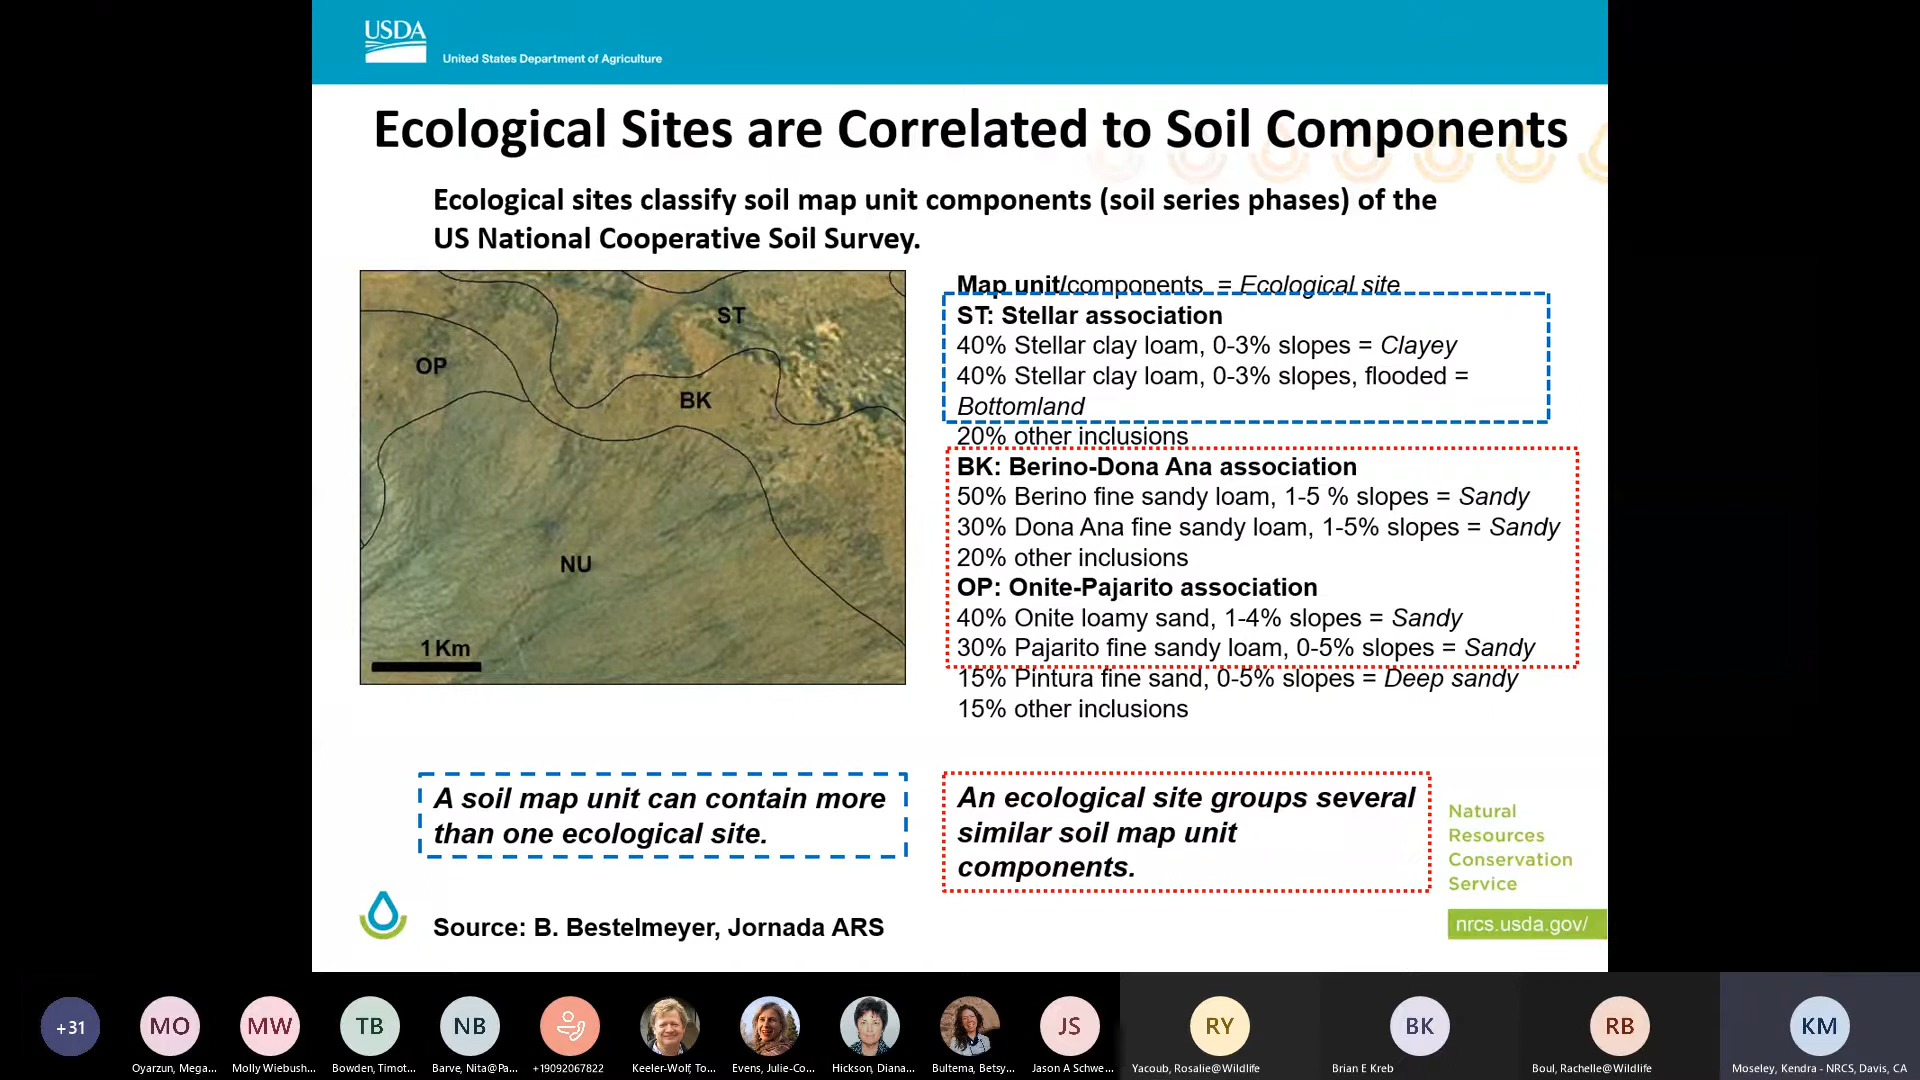 USDA
United States Department of Agriculture
Ecological Sites are Correlated to Soil Components
Ecological sites classify soil map unit components (soil series phases) of the
US National Cooperative Soil Survey.
ST
OP
BK
NU
1 Km
Map unit/components = Ecological site
ST: Stellar association
40% Stellar clay loam, 0-3% slopes = Clayey
40% Stellar clay loam, 0-3% slopes, flooded =
Bottomland
20% other inclusions
BK: Berino-Dona Ana association
50% Berino fine sandy loam, 1-5 % slopes = Sandy
30% Dona Ana fine sandy loam, 1-5% slopes = Sandy
20% other inclusions
OP: Onite-Pajarito association
40% Onite loamy sand, 1-4% slopes = Sandy
30% Pajarito fine sandy loam, 0-5% slopes = Sandy
15% Pintura fine sand, 0-5% slopes = Deep sandy
15% other inclusions
A soil map unit can contain more
than one ecological site.
An ecological site groups several
similar soil map unit
components.
Natural
Resources
Conservation
Service
nrcs.usda.gov/
Source: B. Bestelmeyer, Jornada ARS
+31
MO
MW
TB
NB
JS
RY
BK
RB
KM
Oyarzun, Mega...
Molly Wiebush...
Bowden, Timot...
Barve, Nita@Pa...
+19092067822
Keeler-Wolf, To...
Evens, Julie-Co...
Hickson, Diana...
Bultema, Betsy...
Jason A Schwe...
Yacoub, Rosalie@Wildlife
Brian E Kreb
Boul, Rachelle@Wildlife
Moseley, Kendra - NRCS, Davis, CA